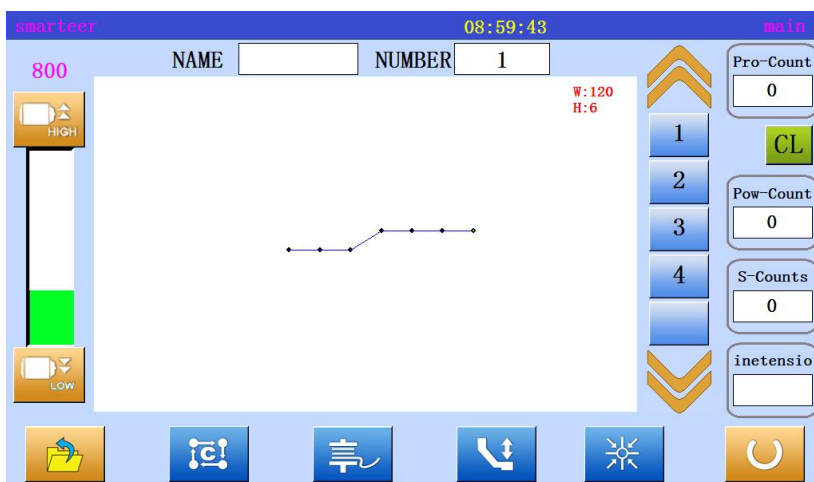 smarteer 08:59:43 main
800 NAME NUMBER 1 Pro-Count
W:120 0
H:6
HIGH 1 CL
2 Pow-Count
3 0
4 S-Counts
0
inetensio
LOW
C